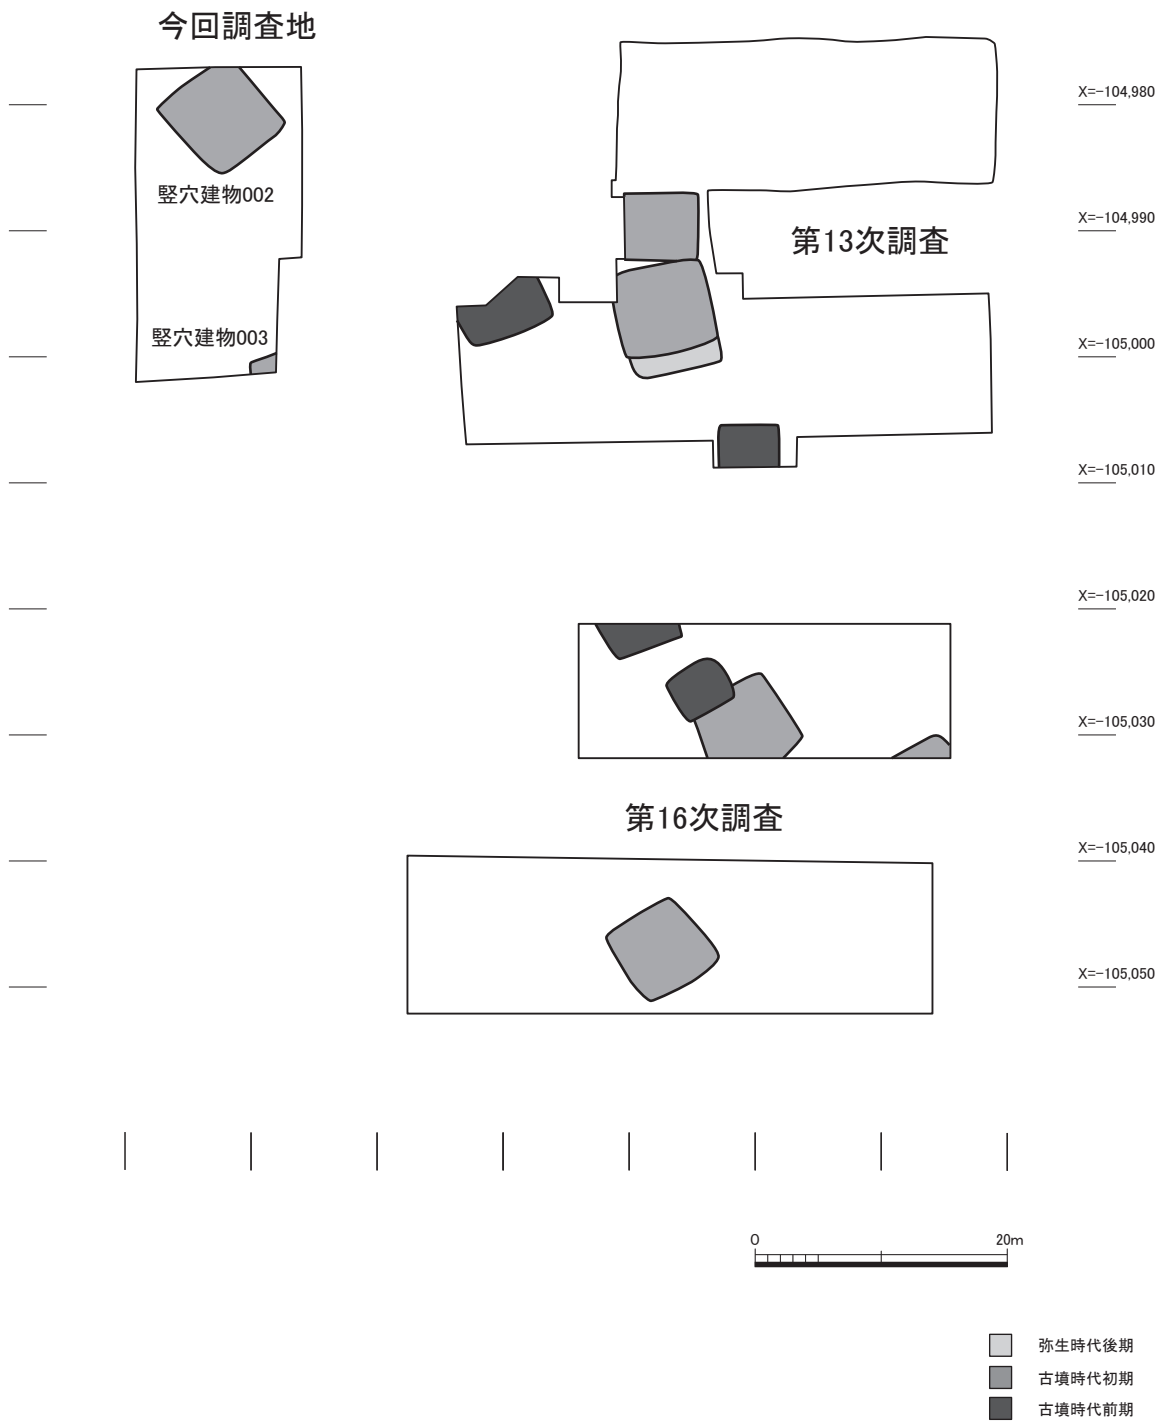 今回調査地
X=-104,980
竪穴建物002
X=-104,990
第13次調査
竪穴建物003
X=-105,000
X=-105,010
X=-105,020
X=-105,030
第16次調査
X=-105,040
X=-105,050
0 20m
弥生時代後期
古墳時代初期
古墳時代前期